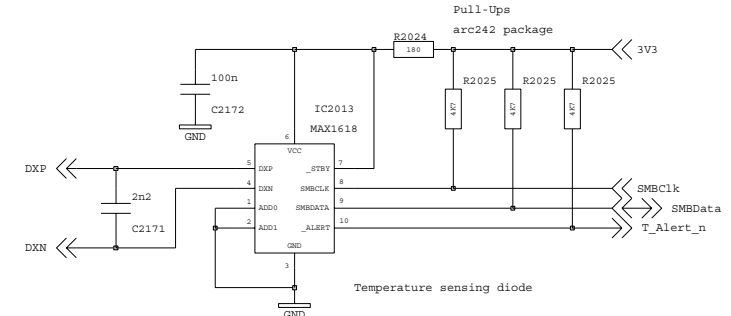 Pull-Ups
arc242 package
R2024
180
3V3
100n
C2172
GND
R2025
R2025
R2025
4K7
4K7
4K7
IC2013
MAX1618
6
VCC
DXP
5
DXP
_STBY
7
4
DXN
SMBCLK
8
SMBClk
2n2
C2171
1
ADD0
SMBDATA
9
SMBData
2
ADD1
_ALERT
10
T_Alert_n
DXN
GND
3
Temperature sensing diode
GND